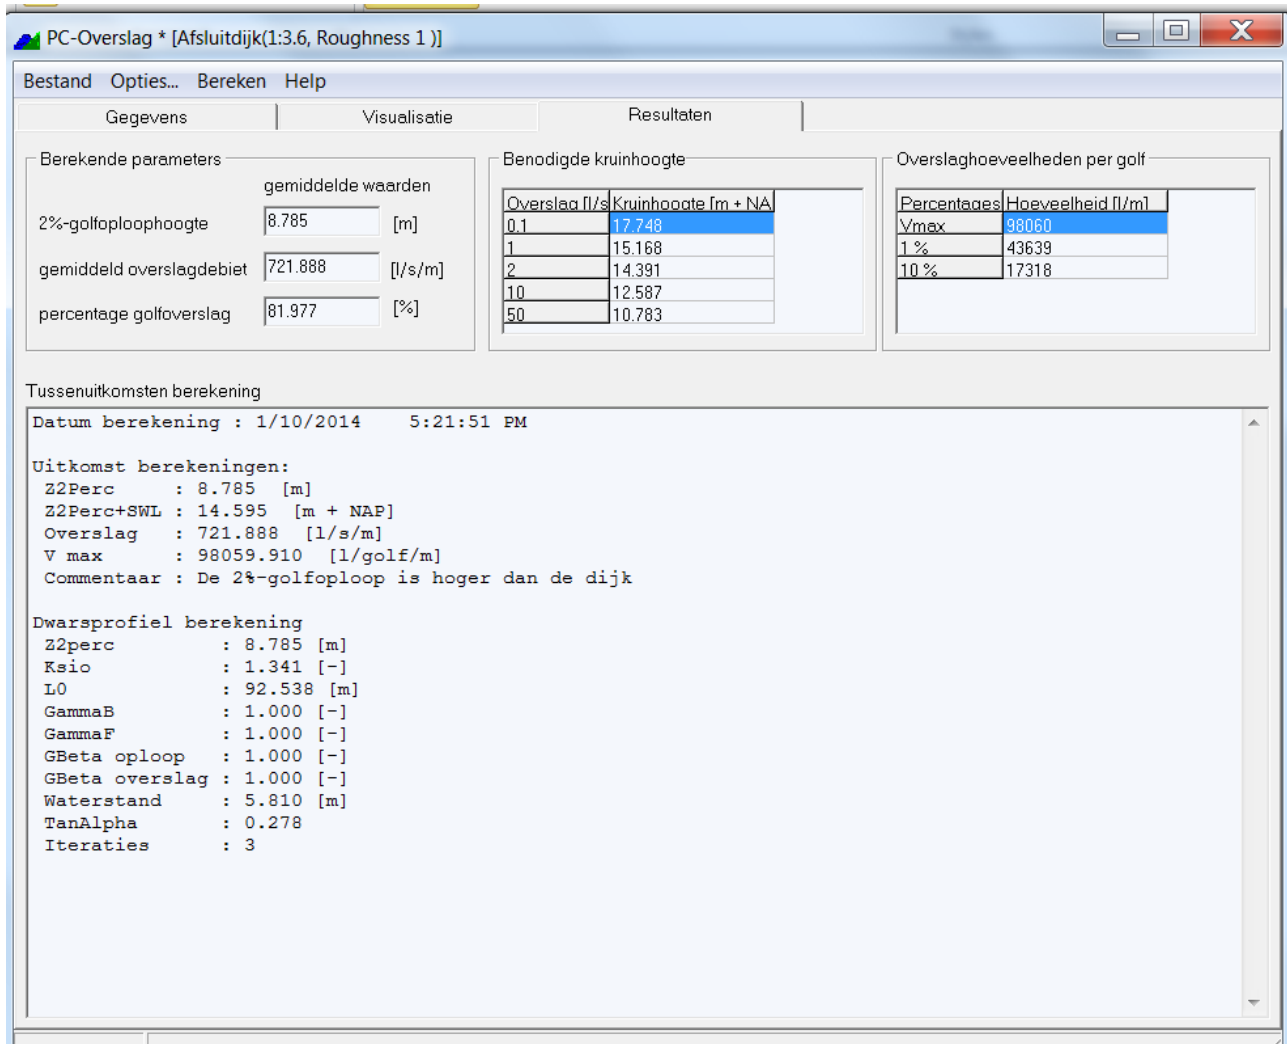 PC-Overslag * [Afsluitdijk(1:3.6, Roughness 1 )]
Bestand Opties... Bereken Help
Gegevens Visualisatie Resultaten
Berekende parameters
gemiddelde waarden
2%-golfoploophoogte 8.785 [m]
gemiddeld overslagdebiet 721.888 [l/s/m]
percentage golfoverslag 81.977 [%]
Benodigde kruinhoogte
Overslag [l/s Kruinhoogte [m + NA
0.1 17.748
1 15.168
2 14.391
10 12.587
50 10.783
Overslaghoeveelheden per golf
Percentages Hoeveelheid [l/m]
Vmax 98060
1 % 43639
10 % 17318
Tussenuitkomsten berekening
Datum berekening : 1/10/2014 5:21:51 PM
Uitkomst berekeningen:
Z2Perc : 8.785 [m]
Z2Perc+SWL : 14.595 [m + NAP]
Overslag : 721.888 [l/s/m]
V max : 98059.910 [l/golf/m]
Commentaar : De 2%-golfoploop is hoger dan de dijk
Dwarsprofiel berekening
Z2perc : 8.785 [m]
Ksio : 1.341 [-]
L0 : 92.538 [m]
GammaB : 1.000 [-]
GammaF : 1.000 [-]
GBeta oploop : 1.000 [-]
GBeta overslag : 1.000 [-]
Waterstand : 5.810 [m]
TanAlpha : 0.278
Iteraties : 3